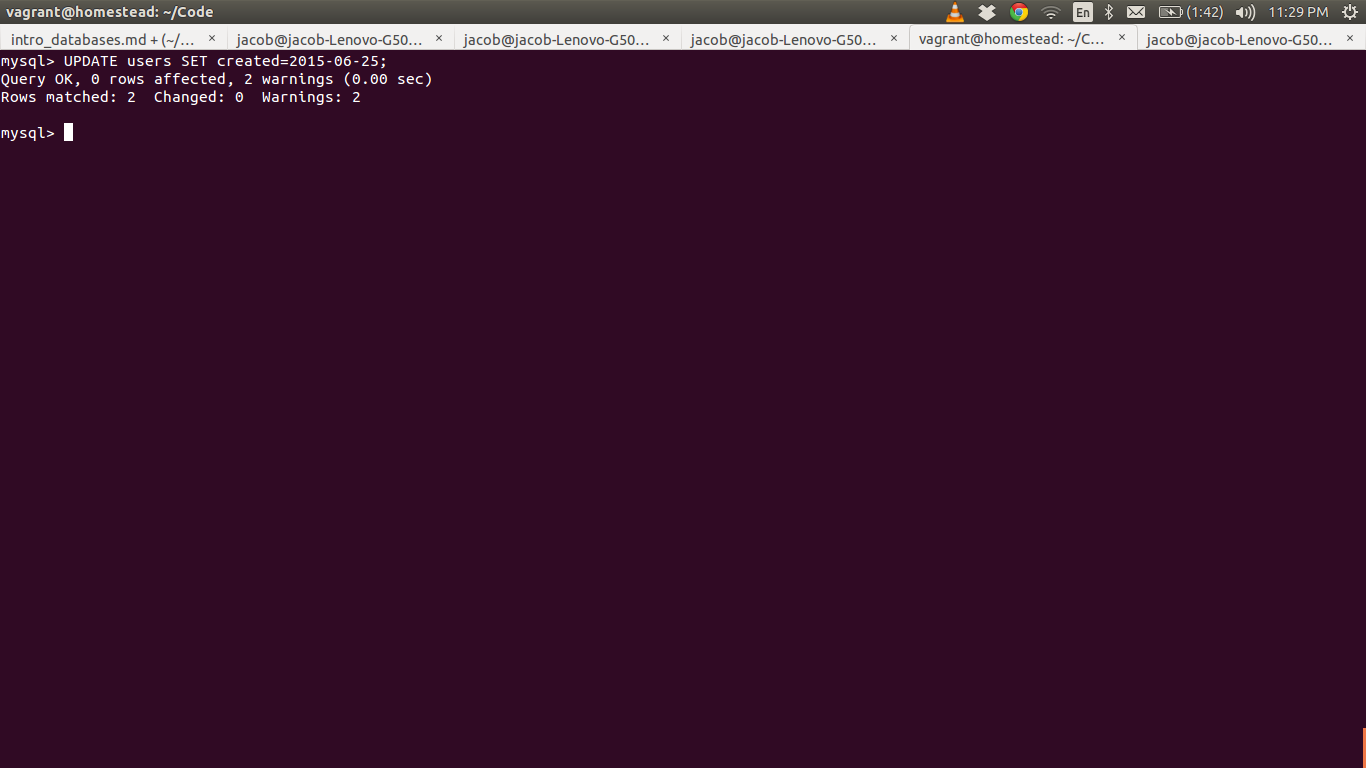 vagrant@homestead: ~/Code
En
(1:42)
11:29 PM
intro_databases.md + (~/... ×
jacob@jacob-Lenovo-G50... ×
jacob@jacob-Lenovo-G50... ×
jacob@jacob-Lenovo-G50... ×
vagrant@homestead: ~/C... ×
jacob@jacob-Lenovo-G50... ×
mysql> UPDATE users SET created=2015-06-25;
Query OK, 0 rows affected, 2 warnings (0.00 sec)
Rows matched: 2  Changed: 0  Warnings: 2
mysql>